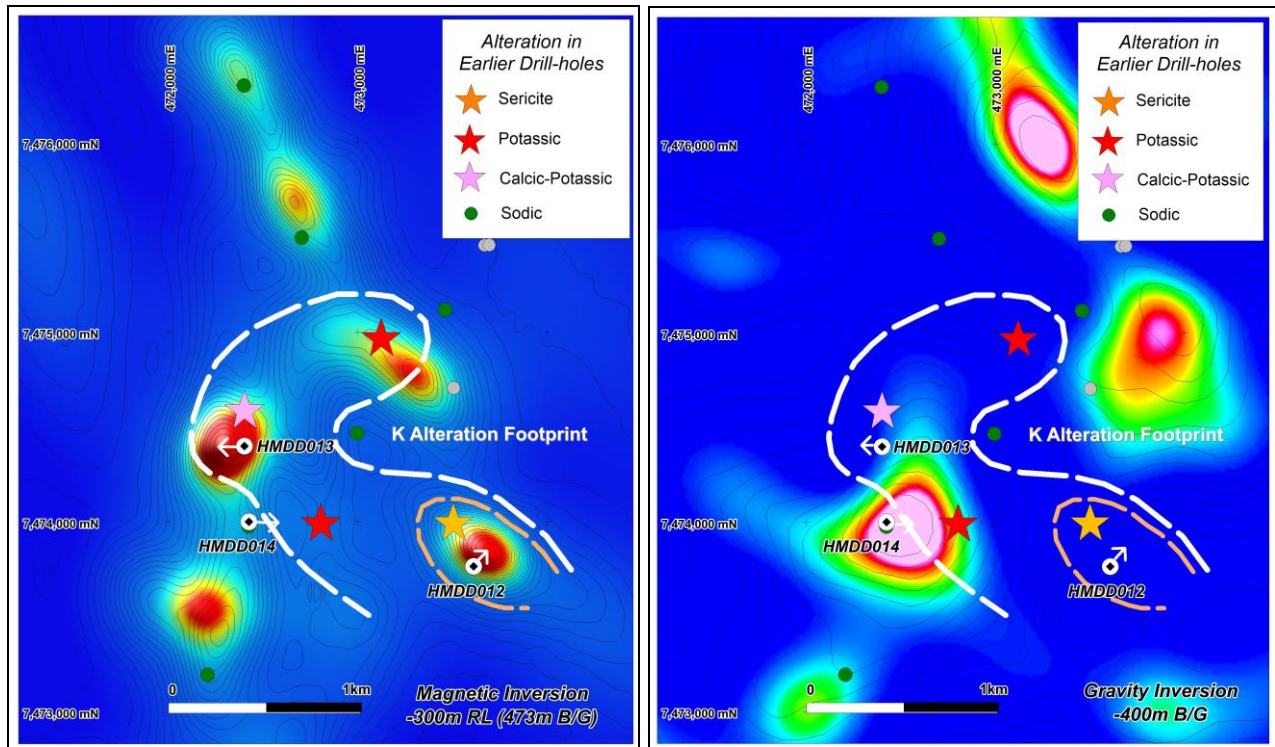 472,000 mE
473,000 mE
Alteration in
Earlier Drill-holes
Sericite
Potassic
Calcic-Potassic
Sodic
7,476,000 mN
7,475,000 mN
K Alteration Footprint
HMDD013
7,474,000 mN
HMDD014
HMDD012
0
1km
Magnetic Inversion
-300m RL (473m B/G)
7,473,000 mN
472,000 mE
473,000 mE
Alteration in
Earlier Drill-holes
Sericite
Potassic
Calcic-Potassic
Sodic
7,476,000 mN
7,475,000 mN
K Alteration Footprint
HMDD013
7,474,000 mN
HMDD014
HMDD012
0
1km
Gravity Inversion
-400m B/G
7,473,000 mN